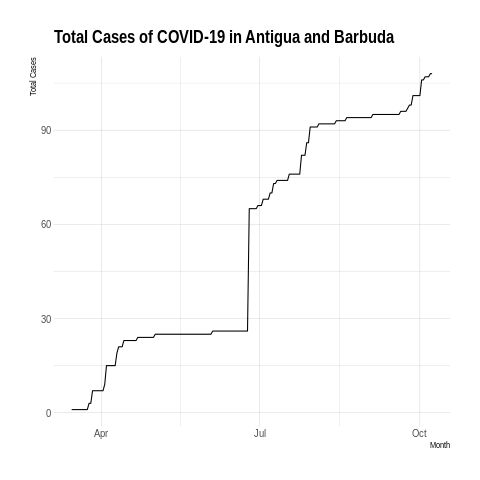 Total Cases of COVID-19 in Antigua and Barbuda
Total Cases
90
60
30
0
Apr
Jul
Oct
Month